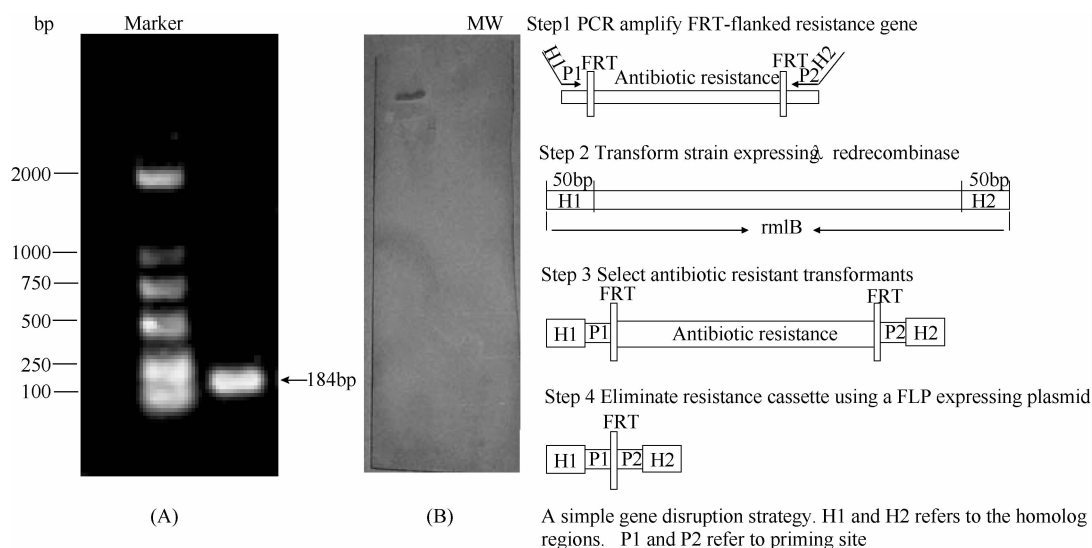 bp
Marker
2000
1000
750
500
250
100
184bp
(A)
MW
(B)
Step1 PCR amplify FRT-flanked resistance gene
H1 P1 FRT Antibiotic resistance FRT P2 H2
Step 2 Transform strain expressing λ redrecombinase
50bp 50bp
H1 H2
rmlB
Step 3 Select antibiotic resistant transformants
FRT FRT
H1 P1 Antibiotic resistance P2 H2
Step 4 Eliminate resistance cassette using a FLP expressing plasmid
FRT
H1 P1 P2 H2
A simple gene disruption strategy. H1 and H2 refers to the homolog
regions. P1 and P2 refer to priming site